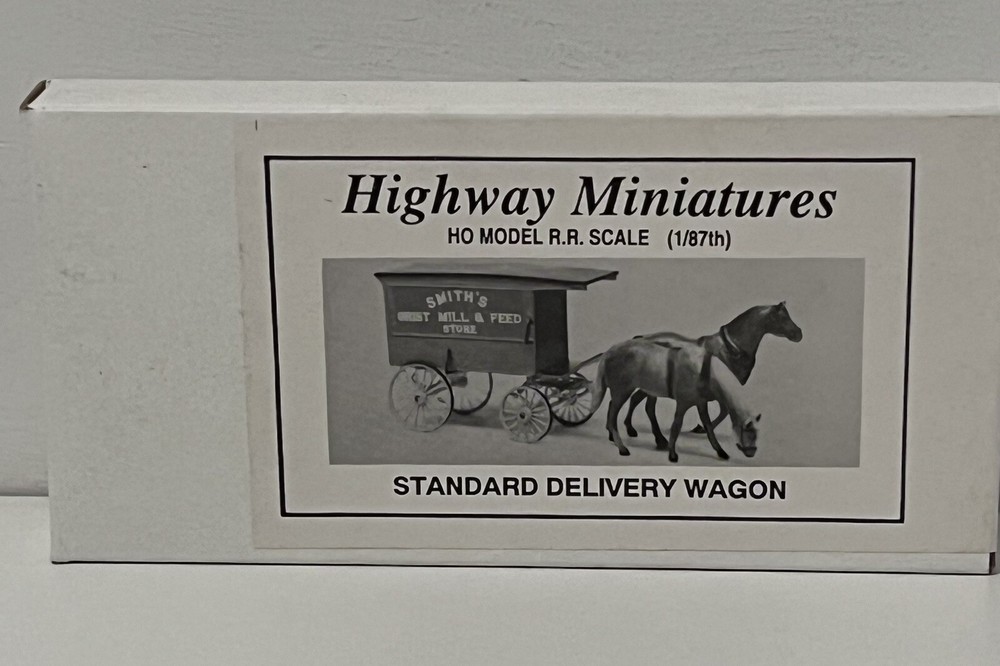 Highway Miniatures
HO MODEL R.R. SCALE (1/87th)
SMITH'S
GRIST MILL & FEED
STORE
STANDARD DELIVERY WAGON